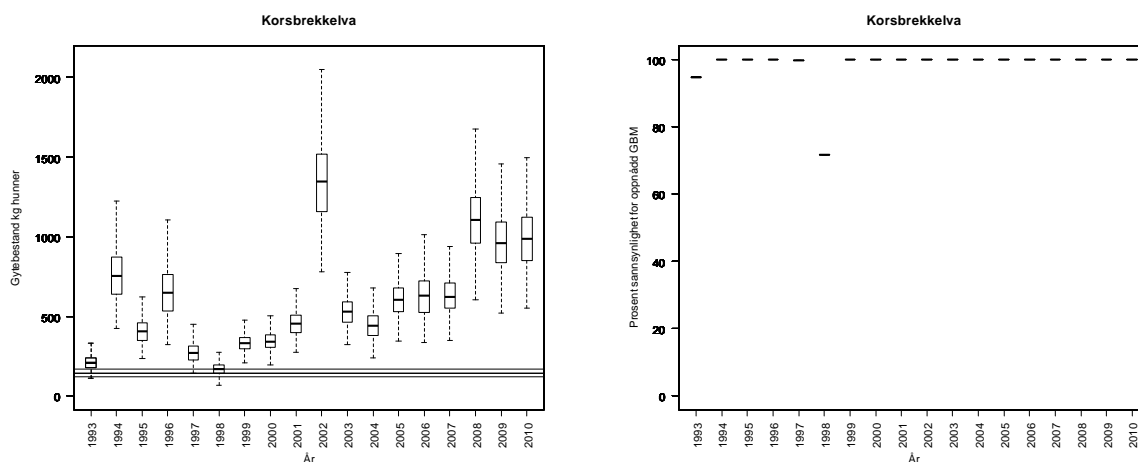 Korsbrekkelva
Gytebestand kg hunner
2000
1500
1000
500
0
1993 1994 1995 1996 1997 1998 1999 2000 2001 2002 2003 2004 2005 2006 2007 2008 2009 2010
År
Korsbrekkelva
Prosent sannsynlighet for oppnådd GBM
100
80
60
40
20
0
1993 1994 1995 1996 1997 1998 1999 2000 2001 2002 2003 2004 2005 2006 2007 2008 2009 2010
År